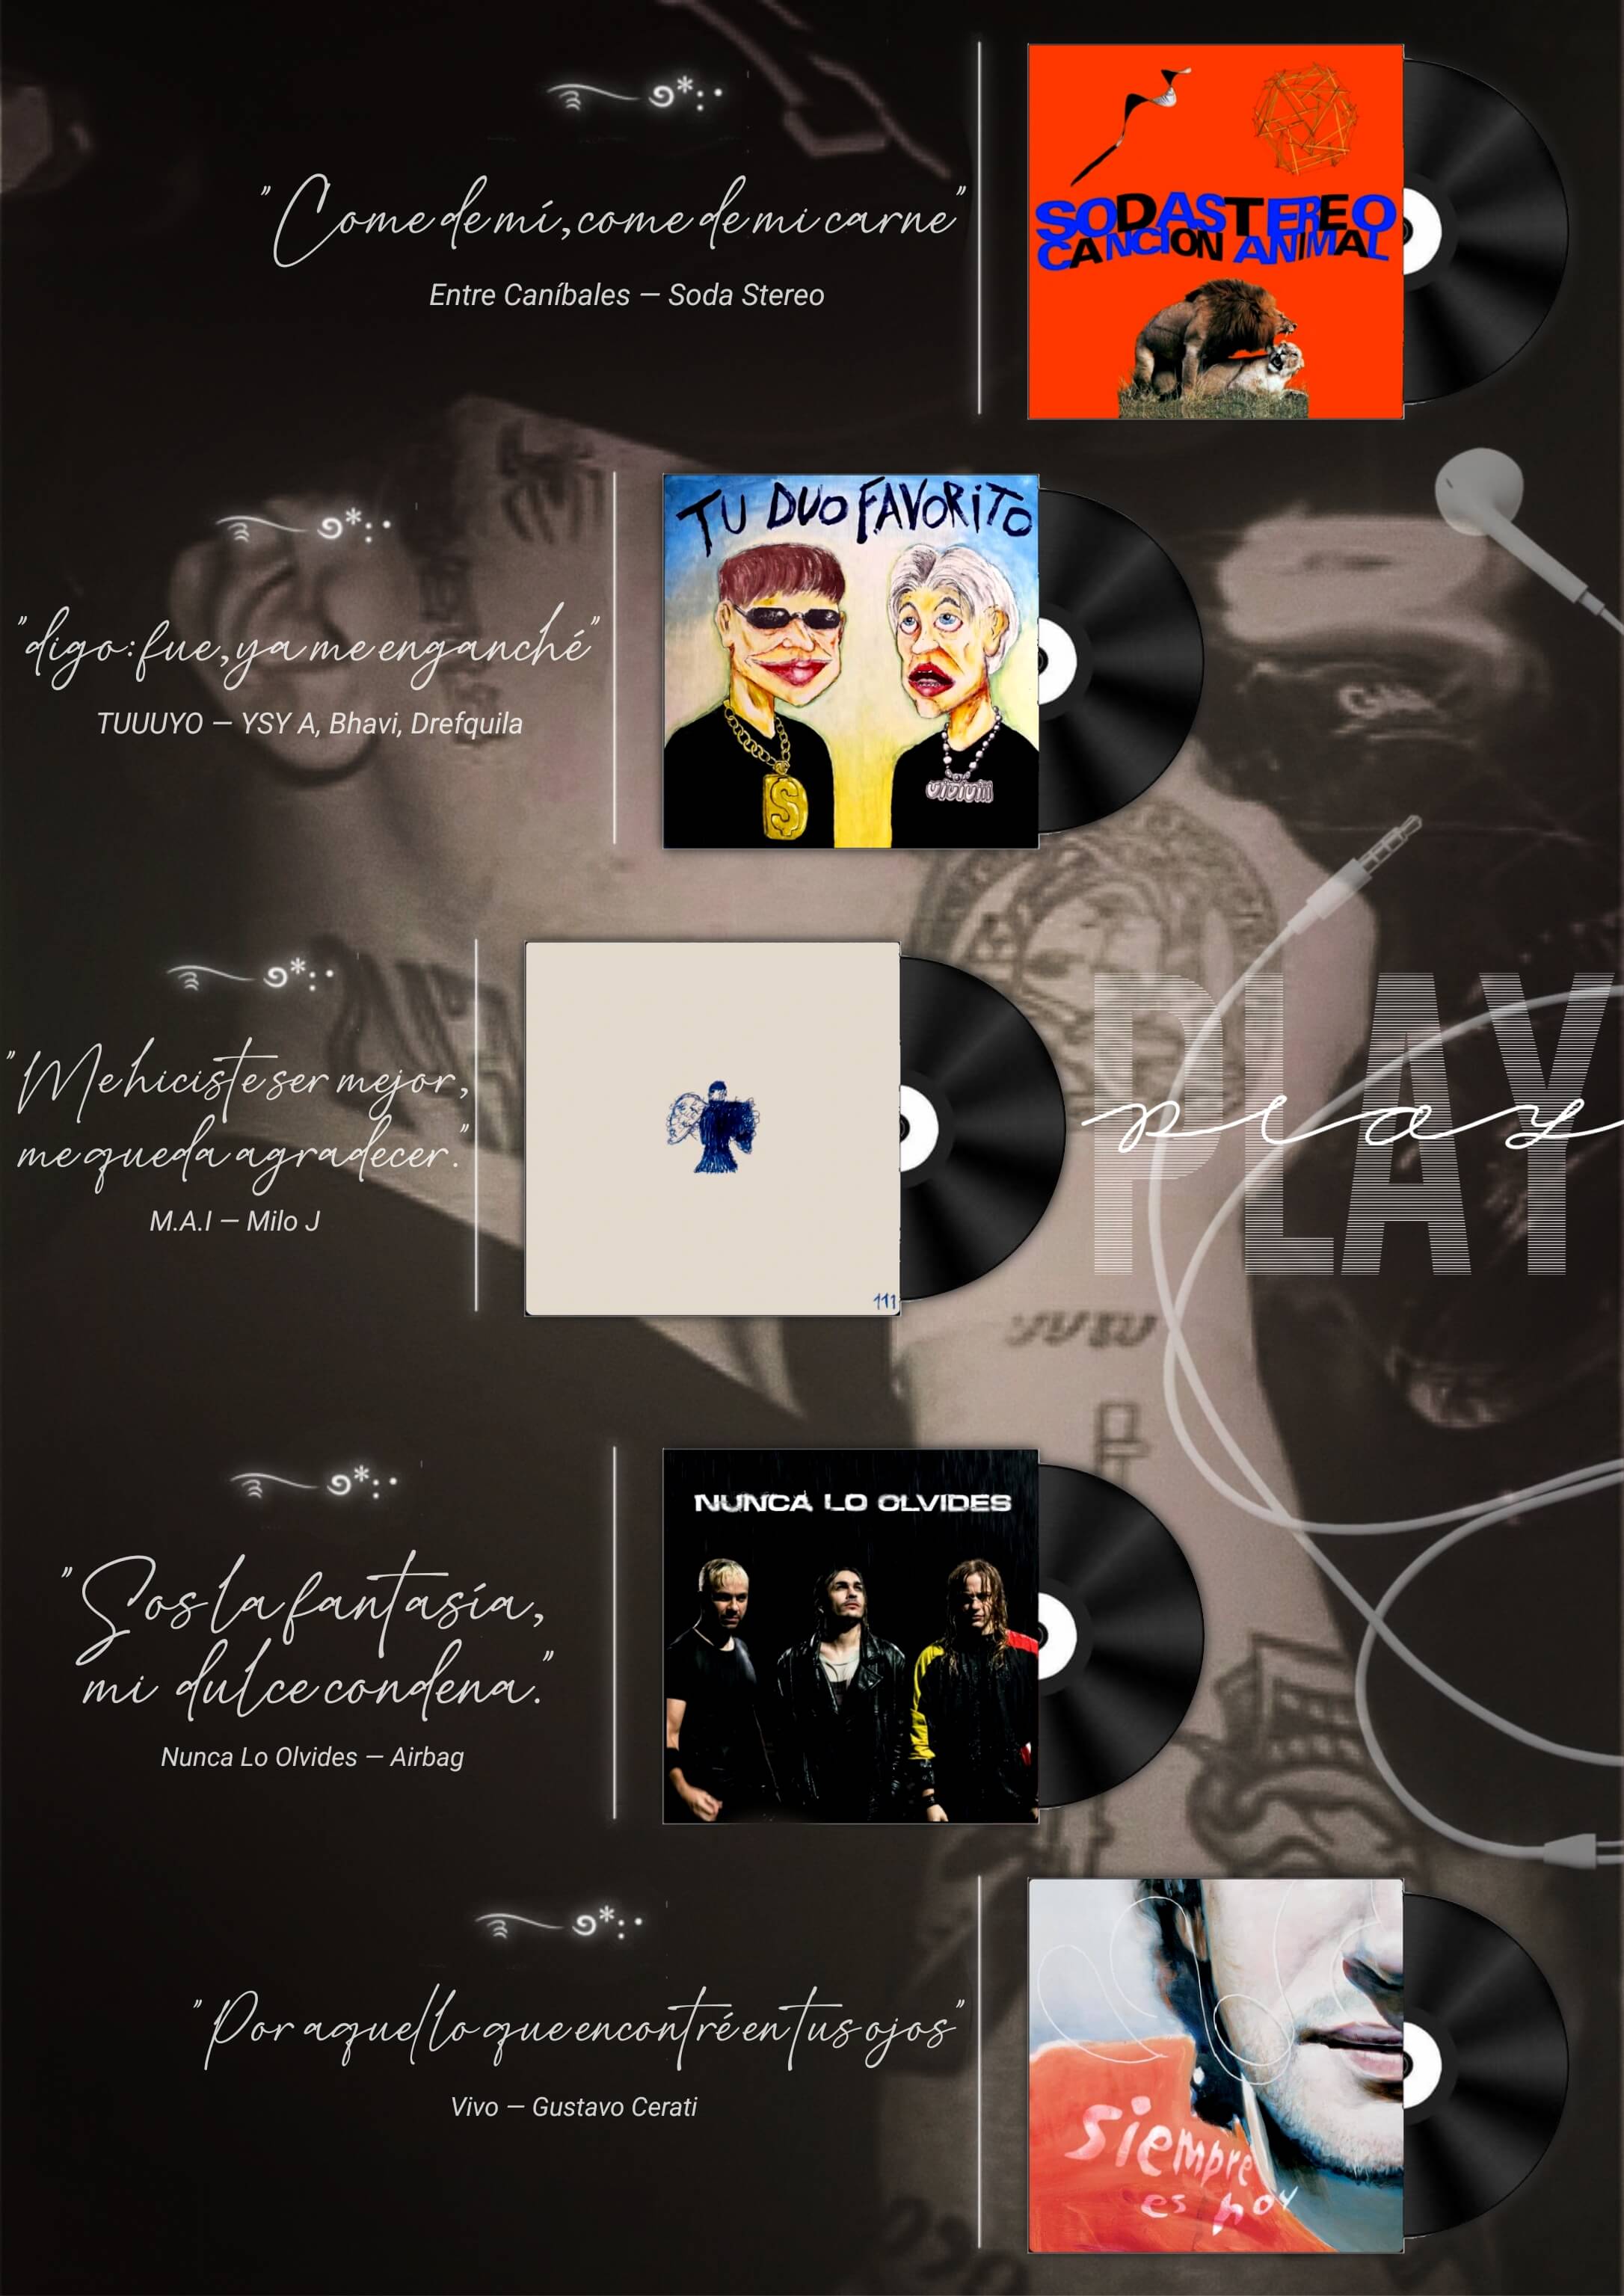 "Come de mí, come de mi carne"
Entre Caníbales — Soda Stereo
SODA STEREO
CANCION ANIMAL
"digo: fue, ya me enganché"
TUUUYO — YSY A, Bhavi, Drefquila
TU DUO FAVORITO
$
"Me hiciste ser mejor,
me queda agradecer."
M.A.I — Milo J
111
PLAY
play
"Sos la fantasía,
mi dulce condena."
Nunca Lo Olvides — Airbag
NUNCA LO OLVIDES
"Por aquello que encontré en tus ojos"
Vivo — Gustavo Cerati
siempre
es hoy